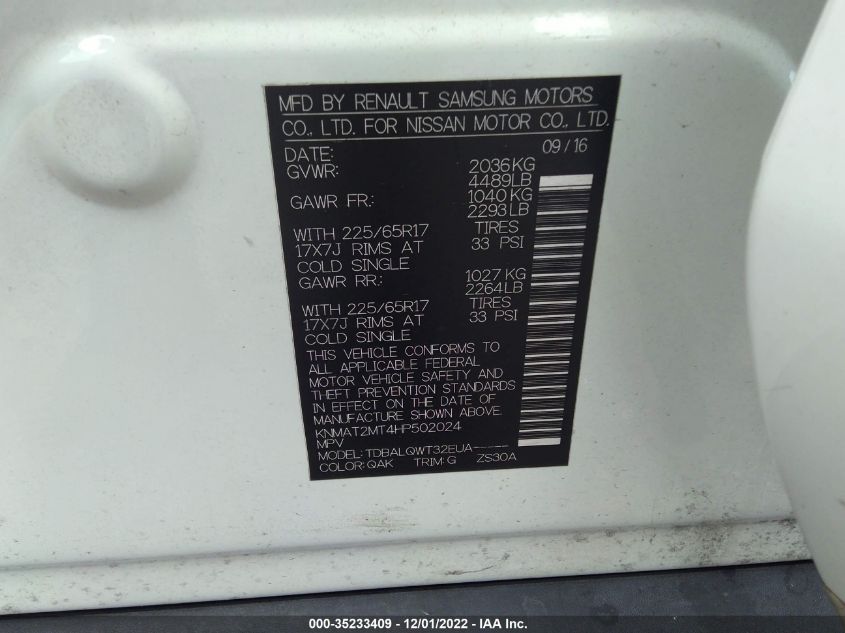 MFD BY RENAULT SAMSUNG MOTORS
CO., LTD. FOR NISSAN MOTOR CO., LTD.
DATE: 09/16
GVWR: 2036KG
4489LB
GAWR FR: 1040KG
2293LB
WITH 225/65R17 TIRES
17X7J RIMS AT 33 PSI
COLD SINGLE
GAWR RR: 1027KG
2264LB
WITH 225/65R17 TIRES
17X7J RIMS AT 33 PSI
COLD SINGLE
THIS VEHICLE CONFORMS TO
ALL APPLICABLE FEDERAL
MOTOR VEHICLE SAFETY AND
THEFT PREVENTION STANDARDS
IN EFFECT ON THE DATE OF
MANUFACTURE SHOWN ABOVE.
KNMAT2MT4HP502024
MPV
MODEL: TDBALQWT32EUA-----
COLOR: QAK TRIM: G ZS30A
000-35233409 - 12/01/2022 - IAA Inc.